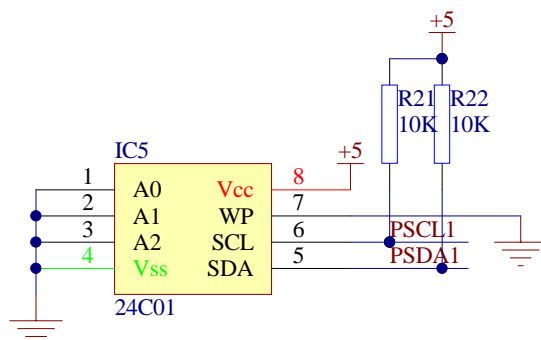 +5
R21 R22
10K 10K
IC5
+5
1 A0 Vcc 8
2 A1 WP 7
3 A2 SCL 6 PSCL1
4 Vss SDA 5 PSDA1
24C01